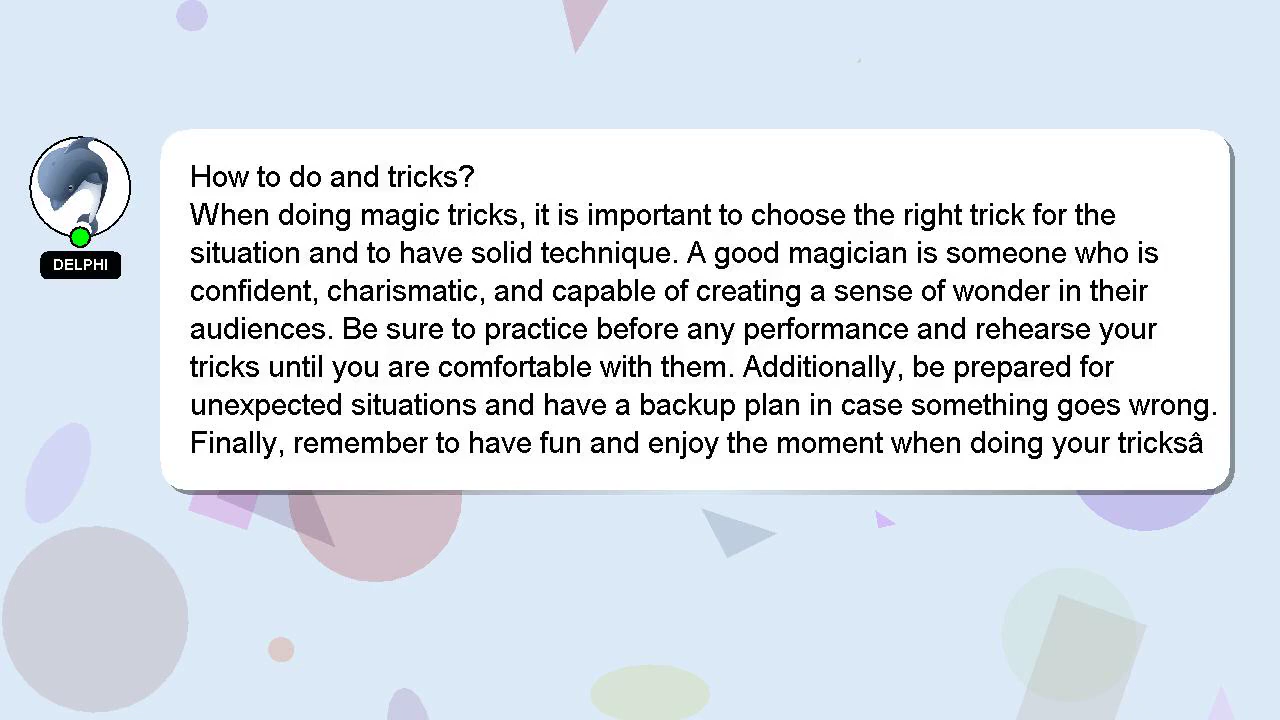 How to do and tricks?
When doing magic tricks, it is important to choose the right trick for the
situation and to have solid technique. A good magician is someone who is
confident, charismatic, and capable of creating a sense of wonder in their
audiences. Be sure to practice before any performance and rehearse your
tricks until you are comfortable with them. Additionally, be prepared for
unexpected situations and have a backup plan in case something goes wrong.
Finally, remember to have fun and enjoy the moment when doing your tricksâ
DELPHI